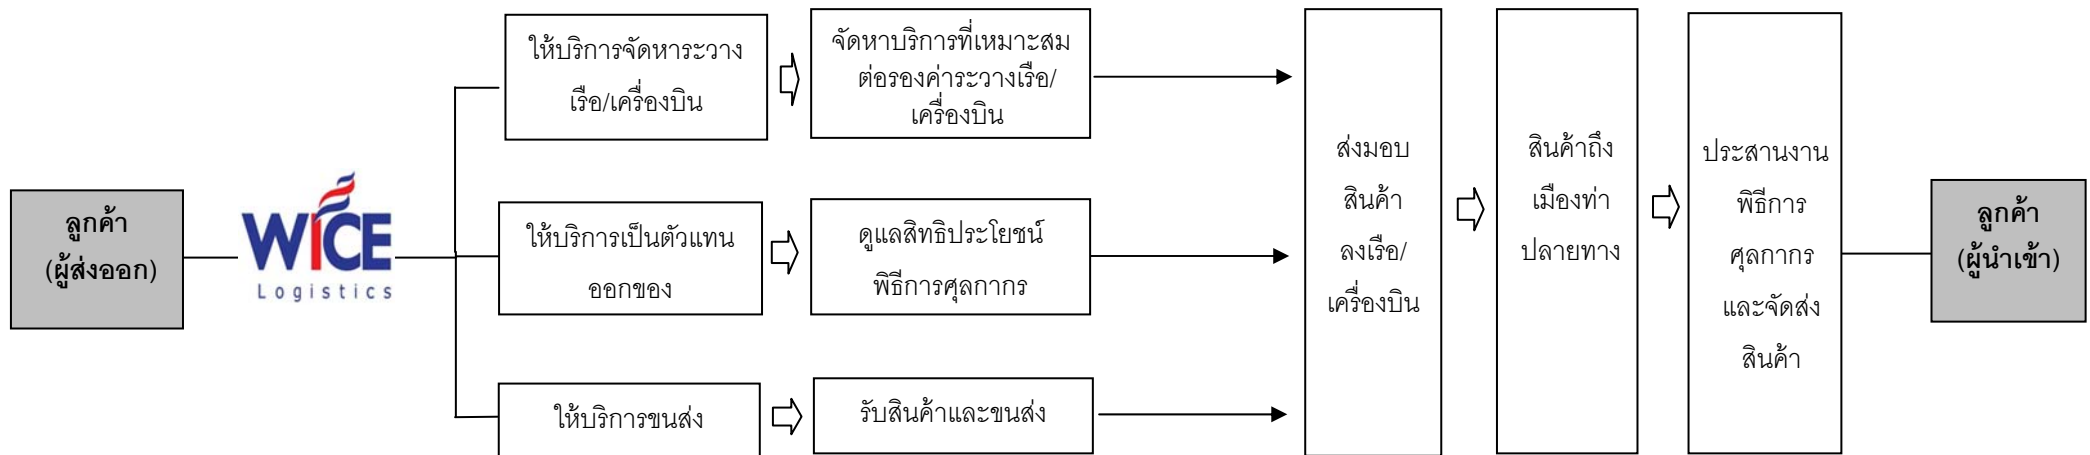 ลูกค้า
(ผู้ส่งออก)
WICE
Logistics
ให้บริการจัดหาระวาง
เรือ/เครื่องบิน
จัดหาบริการที่เหมาะสม
ต่อรองค่าระวางเรือ/
เครื่องบิน
ให้บริการเป็นตัวแทน
ออกของ
ดูแลสิทธิประโยชน์
พิธีการศุลกากร
ให้บริการขนส่ง
รับสินค้าและขนส่ง
ส่งมอบ
สินค้า
ลงเรือ/
เครื่องบิน
สินค้าถึง
เมืองท่า
ปลายทาง
ประสานงาน
พิธีการ
ศุลกากร
และจัดส่ง
สินค้า
ลูกค้า
(ผู้นำเข้า)